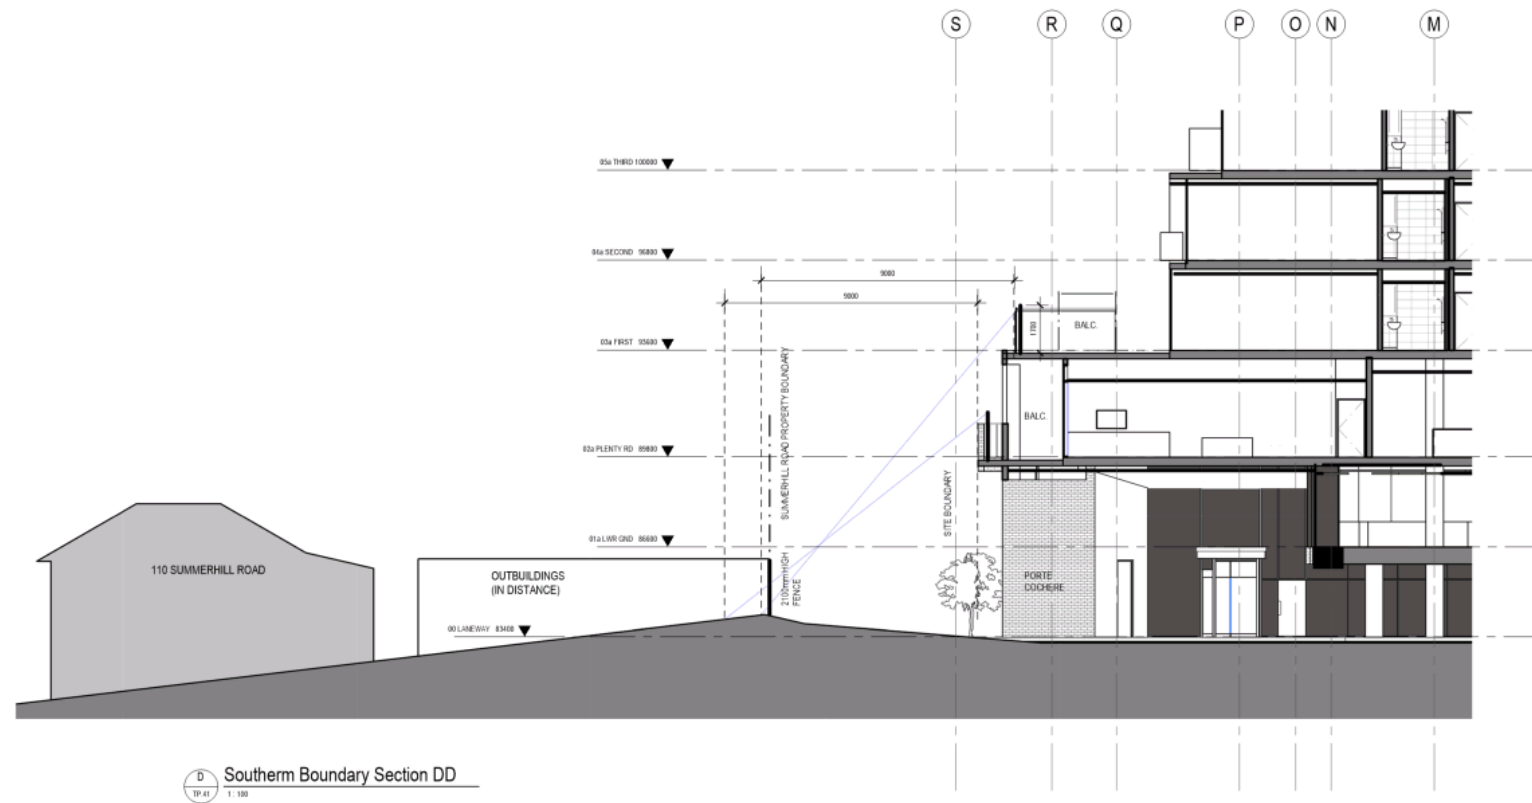 S R Q P O N M
05a THIRD 100000
04a SECOND 96800
9000
9000
03a FIRST 93600
1700
BALC.
SUMMERHILL ROAD PROPERTY BOUNDARY
BALC.
02a PLENTY RD 89800
SITE BOUNDARY
01a LWR GND 86600
110 SUMMERHILL ROAD
OUTBUILDINGS
(IN DISTANCE)
2100mm HIGH
FENCE
PORTE
COCHERE
00 LANEWAY 83400
D
TP.41
Southerm Boundary Section DD
1 : 100